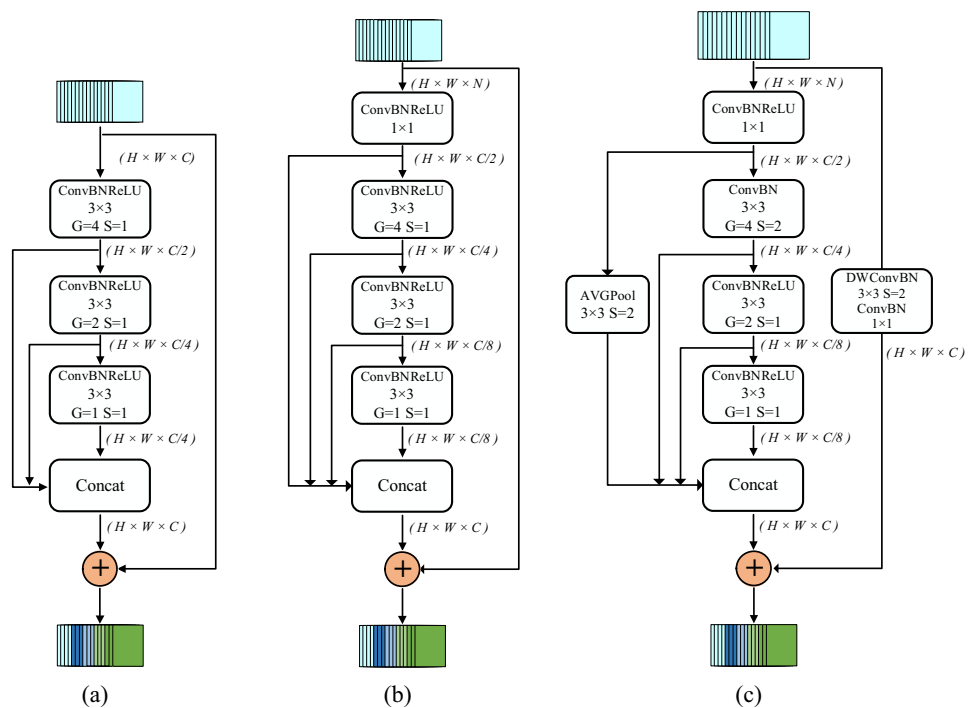 ( H × W × C)
ConvBNReLU
3×3
G=4 S=1
( H × W × C/2 )
ConvBNReLU
3×3
G=2 S=1
( H × W × C/4 )
ConvBNReLU
3×3
G=1 S=1
( H × W × C/4 )
Concat
( H × W × C )
+
(a)
( H × W × N)
ConvBNReLU
1×1
( H × W × C/2 )
ConvBNReLU
3×3
G=4 S=1
( H × W × C/4 )
ConvBNReLU
3×3
G=2 S=1
( H × W × C/8 )
ConvBNReLU
3×3
G=1 S=1
( H × W × C/8 )
Concat
( H × W × C )
+
(b)
( H × W × N)
ConvBNReLU
1×1
( H × W × C/2 )
ConvBN
3×3
G=4 S=2
( H × W × C/4 )
AVGPool
3×3 S=2
ConvBNReLU
3×3
G=2 S=1
DWConvBN
3×3 S=2
ConvBN
1×1
( H × W × C/8 )
( H × W × C )
ConvBNReLU
3×3
G=1 S=1
( H × W × C/8 )
Concat
( H × W × C )
+
(c)